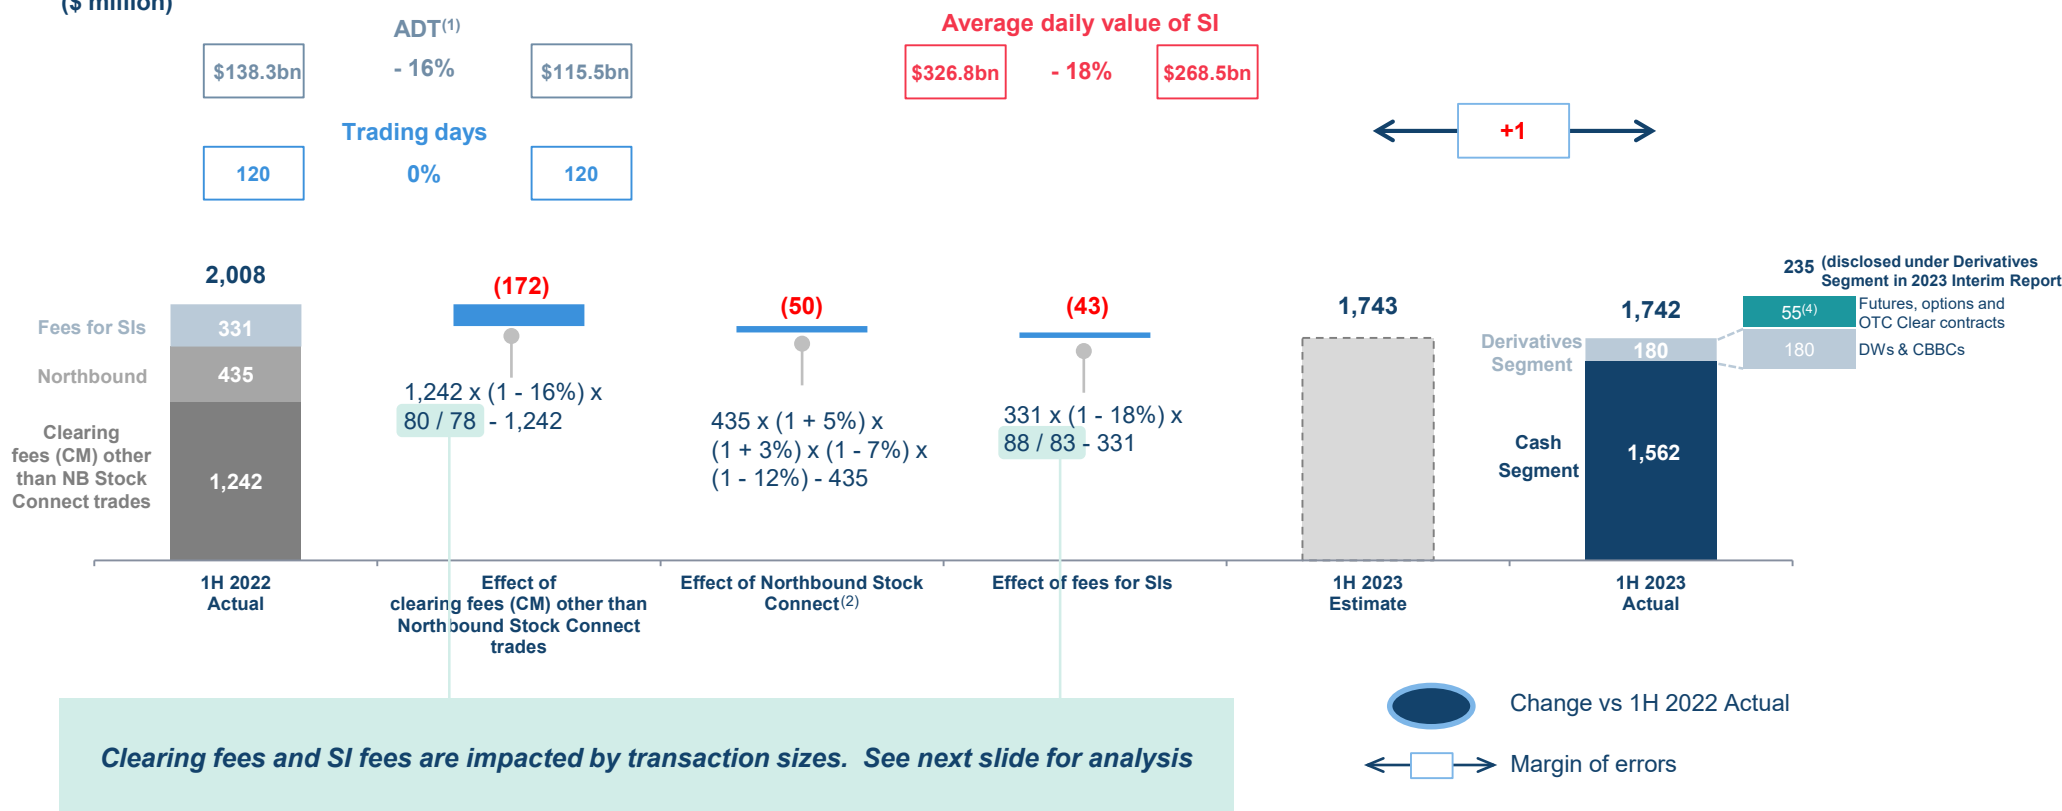 ($ million)
ADT(1)
$138.3bn
- 16%
$115.5bn
Trading days
120
0%
120
Average daily value of SI
$326.8bn
- 18%
$268.5bn
+1
2,008
Fees for SIs
331
Northbound
435
Clearing
fees (CM) other
than NB Stock
Connect trades
1,242
(172)
1,242 x (1 - 16%) x
80 / 78 - 1,242
(50)
435 x (1 + 5%) x
(1 + 3%) x (1 - 7%) x
(1 - 12%) - 435
(43)
331 x (1 - 18%) x
88 / 83 - 331
1,743
1,742
Derivatives
Segment
180
Cash
Segment
1,562
235 (disclosed under Derivatives
Segment in 2023 Interim Report
55(4)
Futures, options and
OTC Clear contracts
180
DWs & CBBCs
1H 2022
Actual
Effect of
clearing fees (CM) other than
Northbound Stock Connect
trades
Effect of Northbound Stock
Connect(2)
Effect of fees for SIs
1H 2023
Estimate
1H 2023
Actual
Clearing fees and SI fees are impacted by transaction sizes. See next slide for analysis
Change vs 1H 2022 Actual
Margin of errors